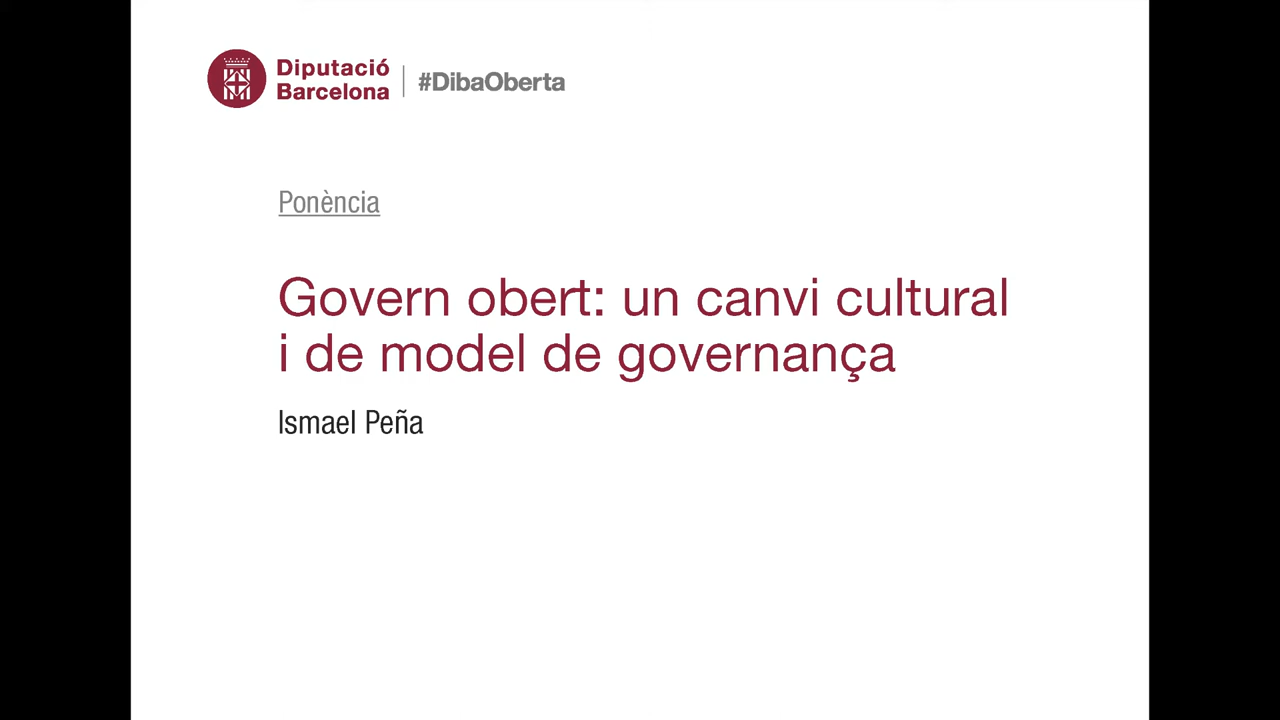 Diputació
Barcelona
#DibaOberta
Ponència
Govern obert: un canvi cultural
i de model de governança
Ismael Peña